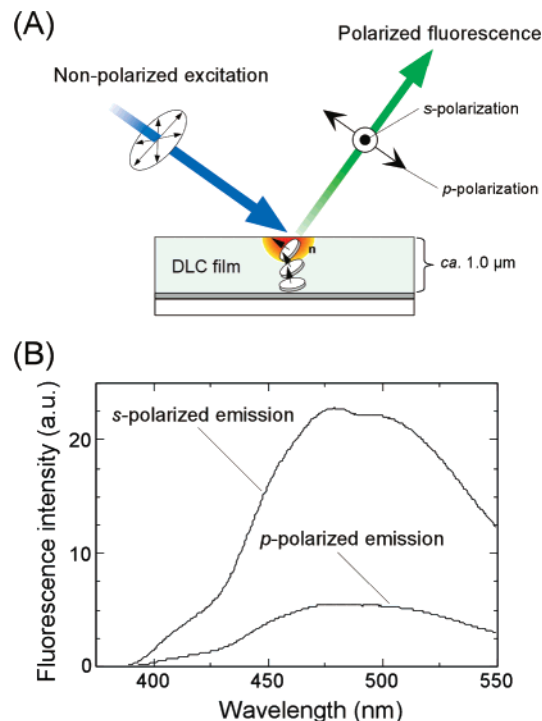 (A)
Polarized fluorescence
Non-polarized excitation
s-polarization
p-polarization
n
DLC film
ca. 1.0 μm
(B)
Fluorescence intensity (a.u.)
20
10
0
s-polarized emission
p-polarized emission
400 450 500 550
Wavelength (nm)